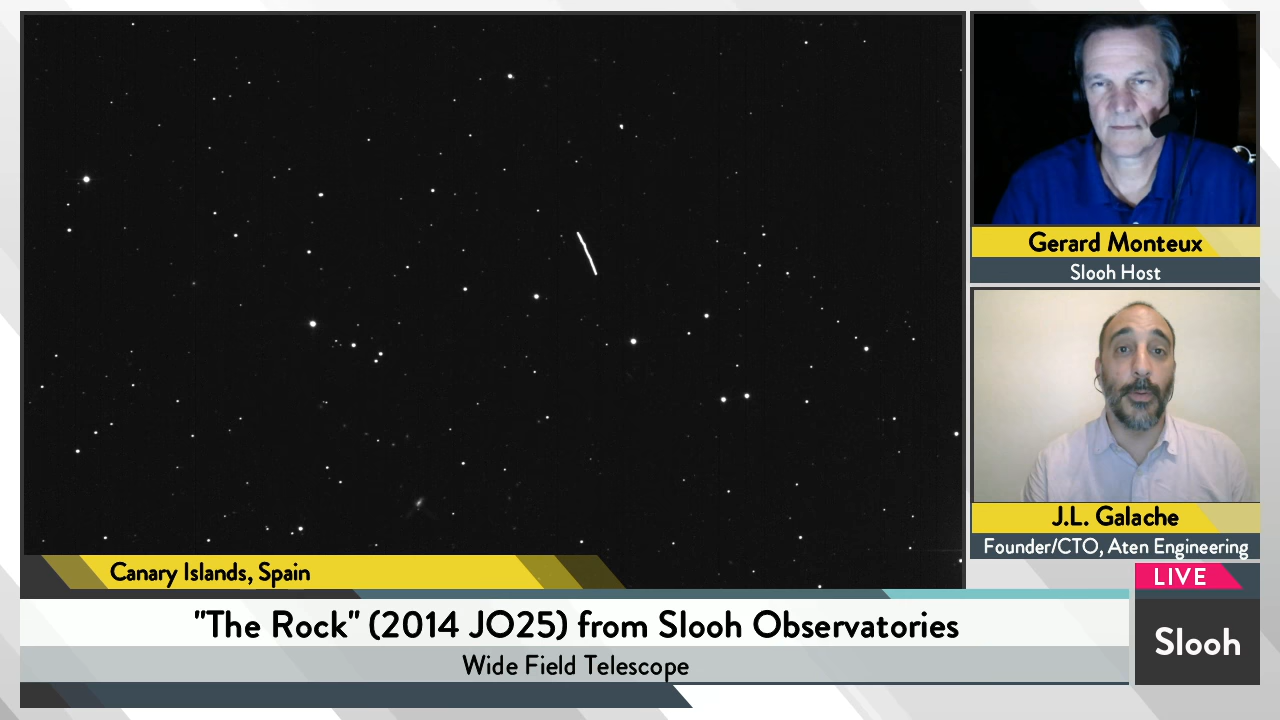 Gerard Monteux
Slooh Host
J.L. Galache
Founder/CTO, Aten Engineering
Canary Islands, Spain
LIVE
"The Rock" (2014 JO25) from Slooh Observatories
Wide Field Telescope
Slooh